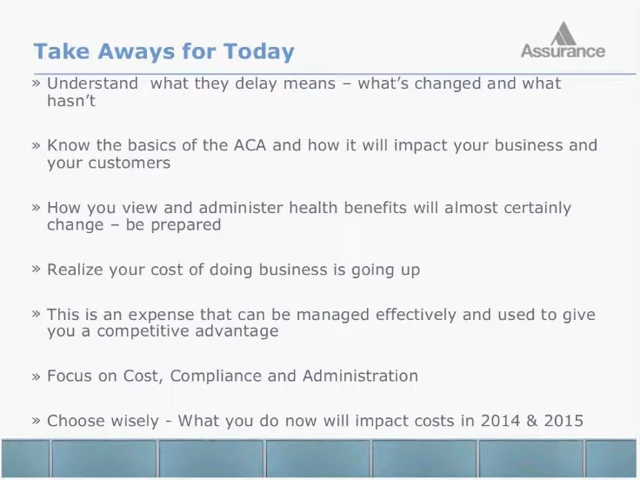 Take Aways for Today
Assurance
» Understand  what they delay means – what's changed and what
hasn't
» Know the basics of the ACA and how it will impact your business and
your customers
» How you view and administer health benefits will almost certainly
change – be prepared
» Realize your cost of doing business is going up
» This is an expense that can be managed effectively and used to give
you a competitive advantage
» Focus on Cost, Compliance and Administration
» Choose wisely - What you do now will impact costs in 2014 & 2015